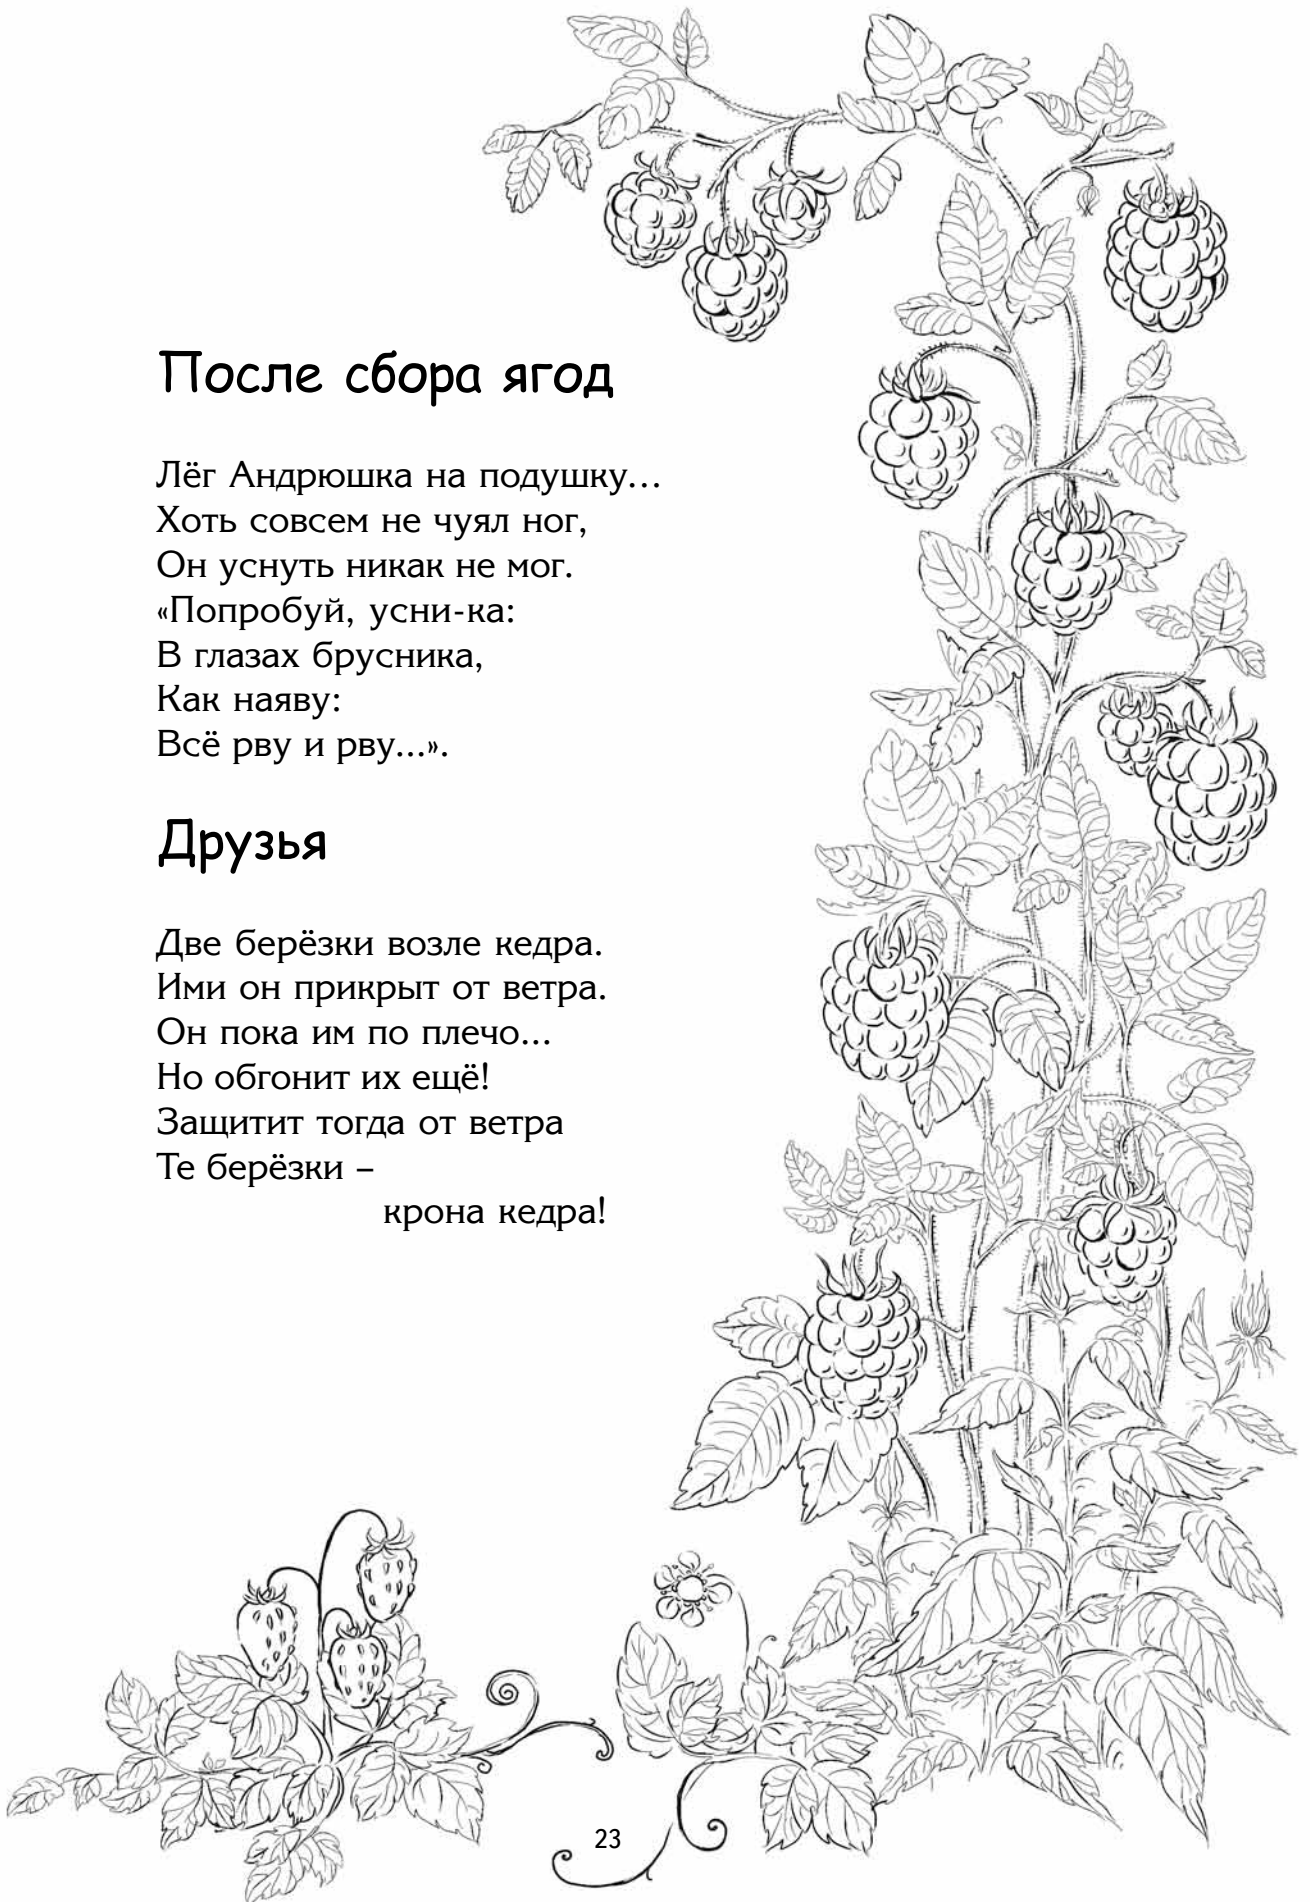 После сбора ягод
Лёг Андрюшка на подушку...
Хоть совсем не чуял ног,
Он уснуть никак не мог.
«Попробуй, усни-ка:
В глазах брусника,
Как наяву:
Всё рву и рву...».
Друзья
Две берёзки возле кедра.
Ими он прикрыт от ветра.
Он пока им по плечо...
Но обгонит их ещё!
Защитит тогда от ветра
Те берёзки –
крона кедра!
23